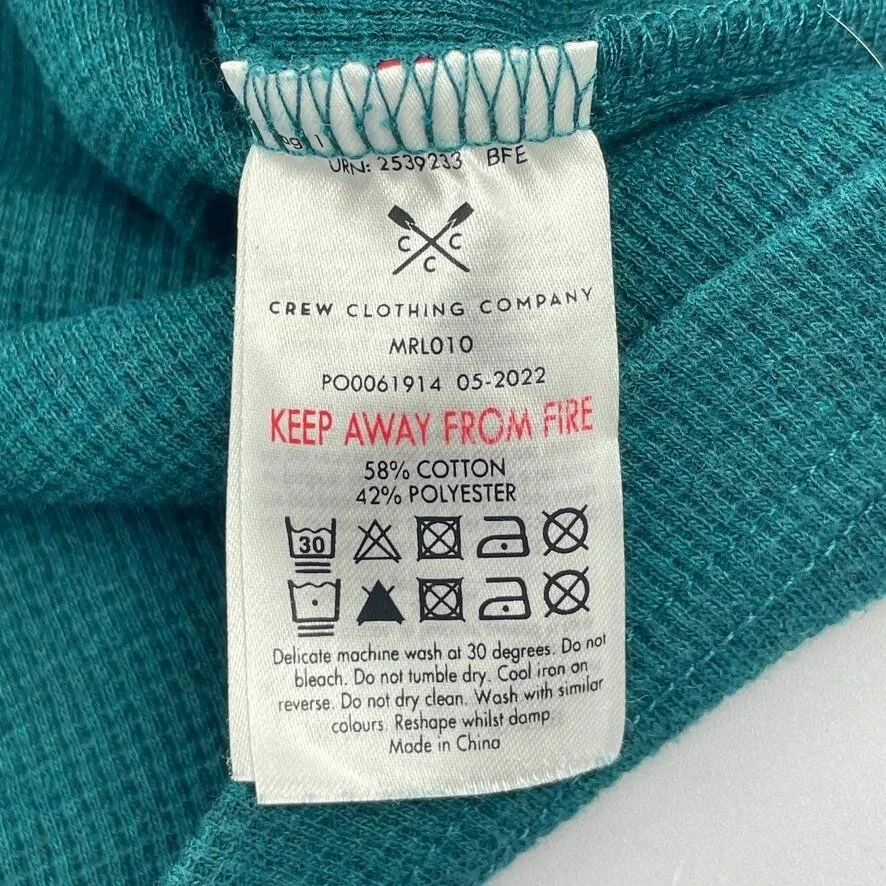 URN: 2539233 BFE
C C
C
CREW CLOTHING COMPANY
MRL010
PO0061914 05-2022
KEEP AWAY FROM FIRE
58% COTTON
42% POLYESTER
30
Delicate machine wash at 30 degrees. Do not
bleach. Do not tumble dry. Cool iron on
reverse. Do not dry clean. Wash with similar
colours. Reshape whilst damp.
Made in China